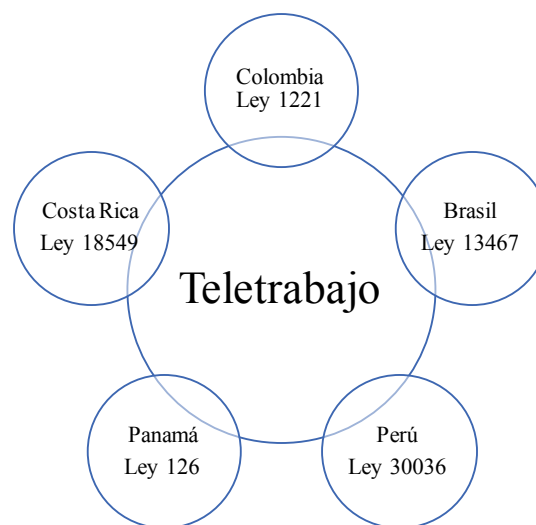 Colombia
Ley 1221
Costa Rica
Ley 18549
Brasil
Ley 13467
Teletrabajo
Panamá
Ley 126
Perú
Ley 30036